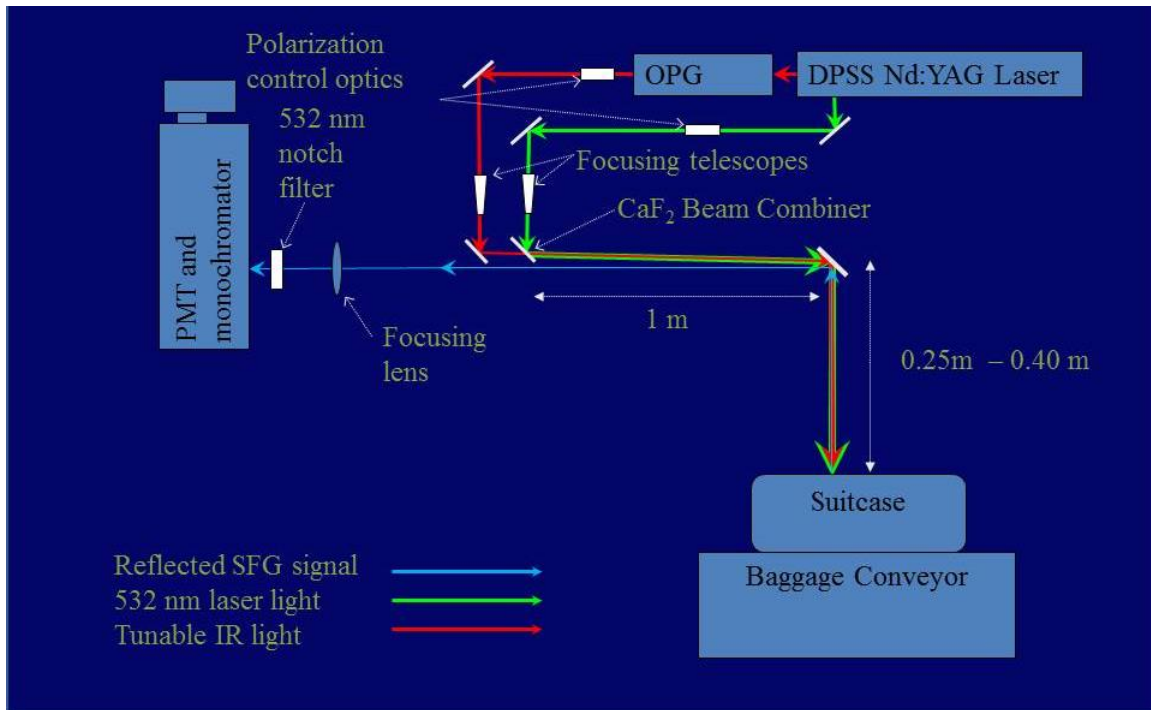 Polarization
control optics
532 nm
notch
filter
OPG
DPSS Nd:YAG Laser
Focusing telescopes
CaF₂ Beam Combiner
PMT and
monochromator
Focusing
lens
1 m
0.25m – 0.40 m
Suitcase
Baggage Conveyor
Reflected SFG signal
532 nm laser light
Tunable IR light